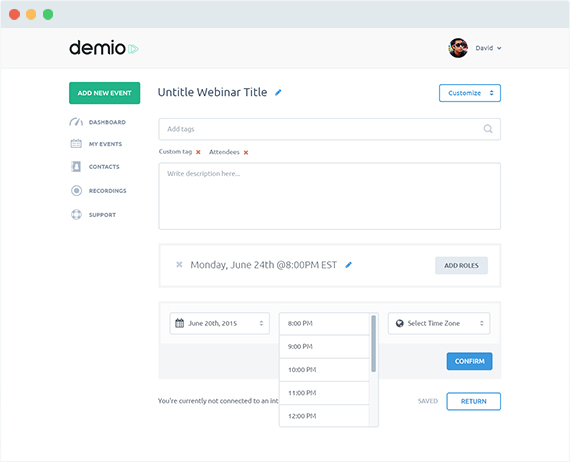 demio
David
ADD NEW EVENT
Untitle Webinar Title
Customize
DASHBOARD
MY EVENTS
CONTACTS
RECORDINGS
SUPPORT
Add tags
Custom tag
Attendees
Write description here...
Monday, June 24th @8:00PM EST
ADD ROLES
June 20th, 2015
8:00 PM
Select Time Zone
9:00 PM
10:00 PM
11:00 PM
12:00 PM
CONFIRM
You're currently not connected to an int
SAVED
RETURN